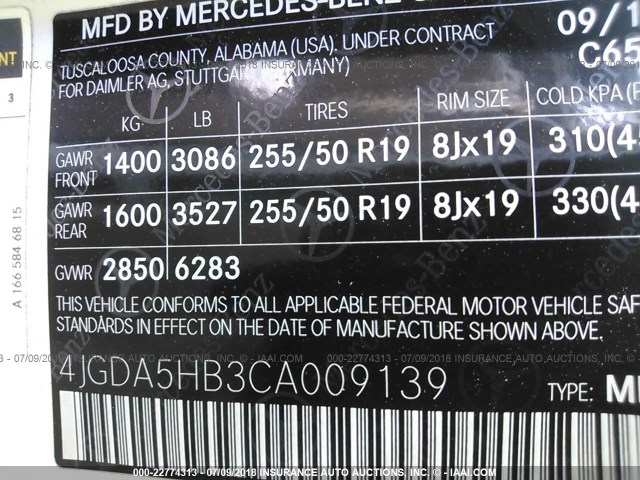 MFD BY MERCEDES-BENZ
TUSCALOOSA COUNTY, ALABAMA (USA), UNDER CONTRACT
FOR DAIMLER AG, STUTTGART (GERMANY)
09/1
C65
KG LB TIRES RIM SIZE COLD KPA
GAWR FRONT 1400 3086 255/50 R19 8Jx19 310(4
GAWR REAR 1600 3527 255/50 R19 8Jx19 330(4
GVWR 2850 6283
THIS VEHICLE CONFORMS TO ALL APPLICABLE FEDERAL MOTOR VEHICLE SAF
STANDARDS IN EFFECT ON THE DATE OF MANUFACTURE SHOWN ABOVE.
4JGDA5HB3CA009139
TYPE: M
A 166 584 68 15
3
000-22774313 - 07/09/2018 - INSURANCE AUTO AUCTIONS, INC. - © IAAI.COM